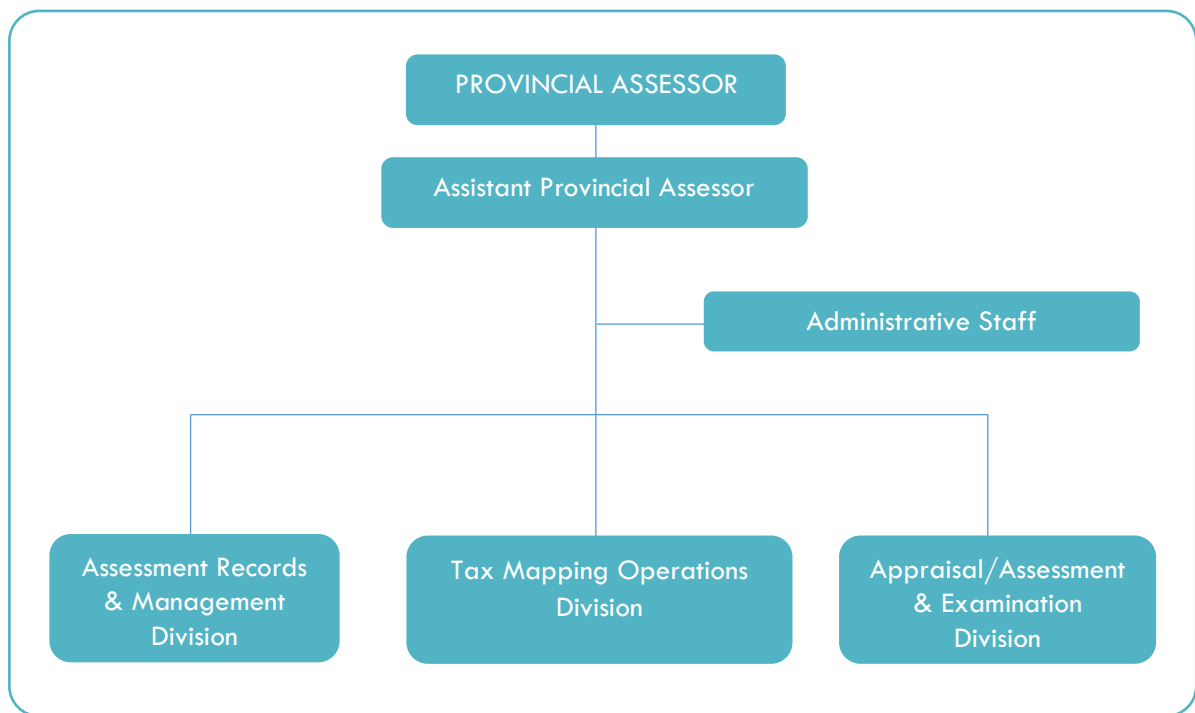 PROVINCIAL ASSESSOR
Assistant Provincial Assessor
Administrative Staff
Assessment Records
& Management
Division
Tax Mapping Operations
Division
Appraisal/Assessment
& Examination
Division